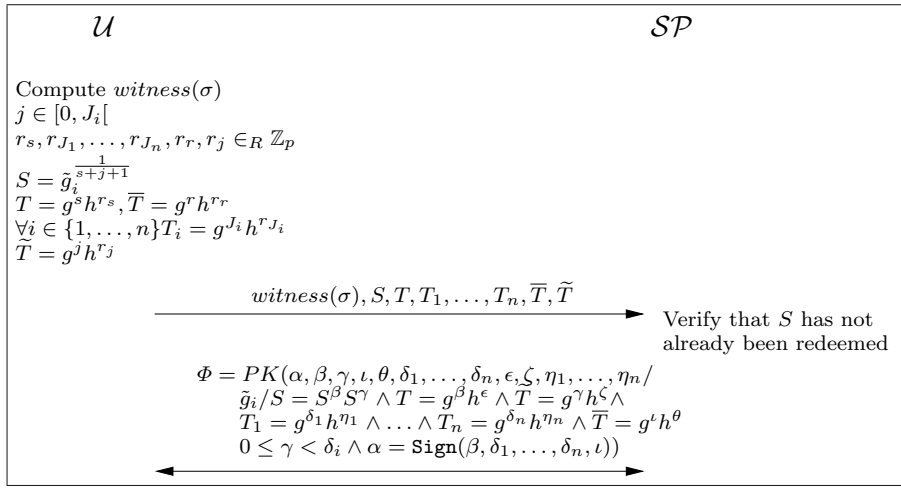 𝒰 𝒮𝒫
Compute witness(σ)
j ∈ [0, J_i[
r_s, r_{J_1}, . . . , r_{J_n}, r_r, r_j ∈_R ℤ_p
S = g̃_i^{1/(s+j+1)}
T = g^s h^{r_s}, T̅ = g^r h^{r_r}
∀i ∈ {1, . . . , n}T_i = g^{J_i} h^{r_{J_i}}
T̃ = g^j h^{r_j}
witness(σ), S, T, T_1, . . . , T_n, T̅, T̃
Verify that S has not
already been redeemed
Φ = PK(α, β, γ, ι, θ, δ_1, . . . , δ_n, ϵ, ζ, η_1, . . . , η_n/
g̃_i/S = S^β S^γ ∧ T = g^β h^ϵ ∧ T̃ = g^γ h^ζ ∧
T_1 = g^{δ_1} h^{η_1} ∧ . . . ∧ T_n = g^{δ_n} h^{η_n} ∧ T̅ = g^ι h^θ
0 ≤ γ < δ_i ∧ α = Sign(β, δ_1, . . . , δ_n, ι))